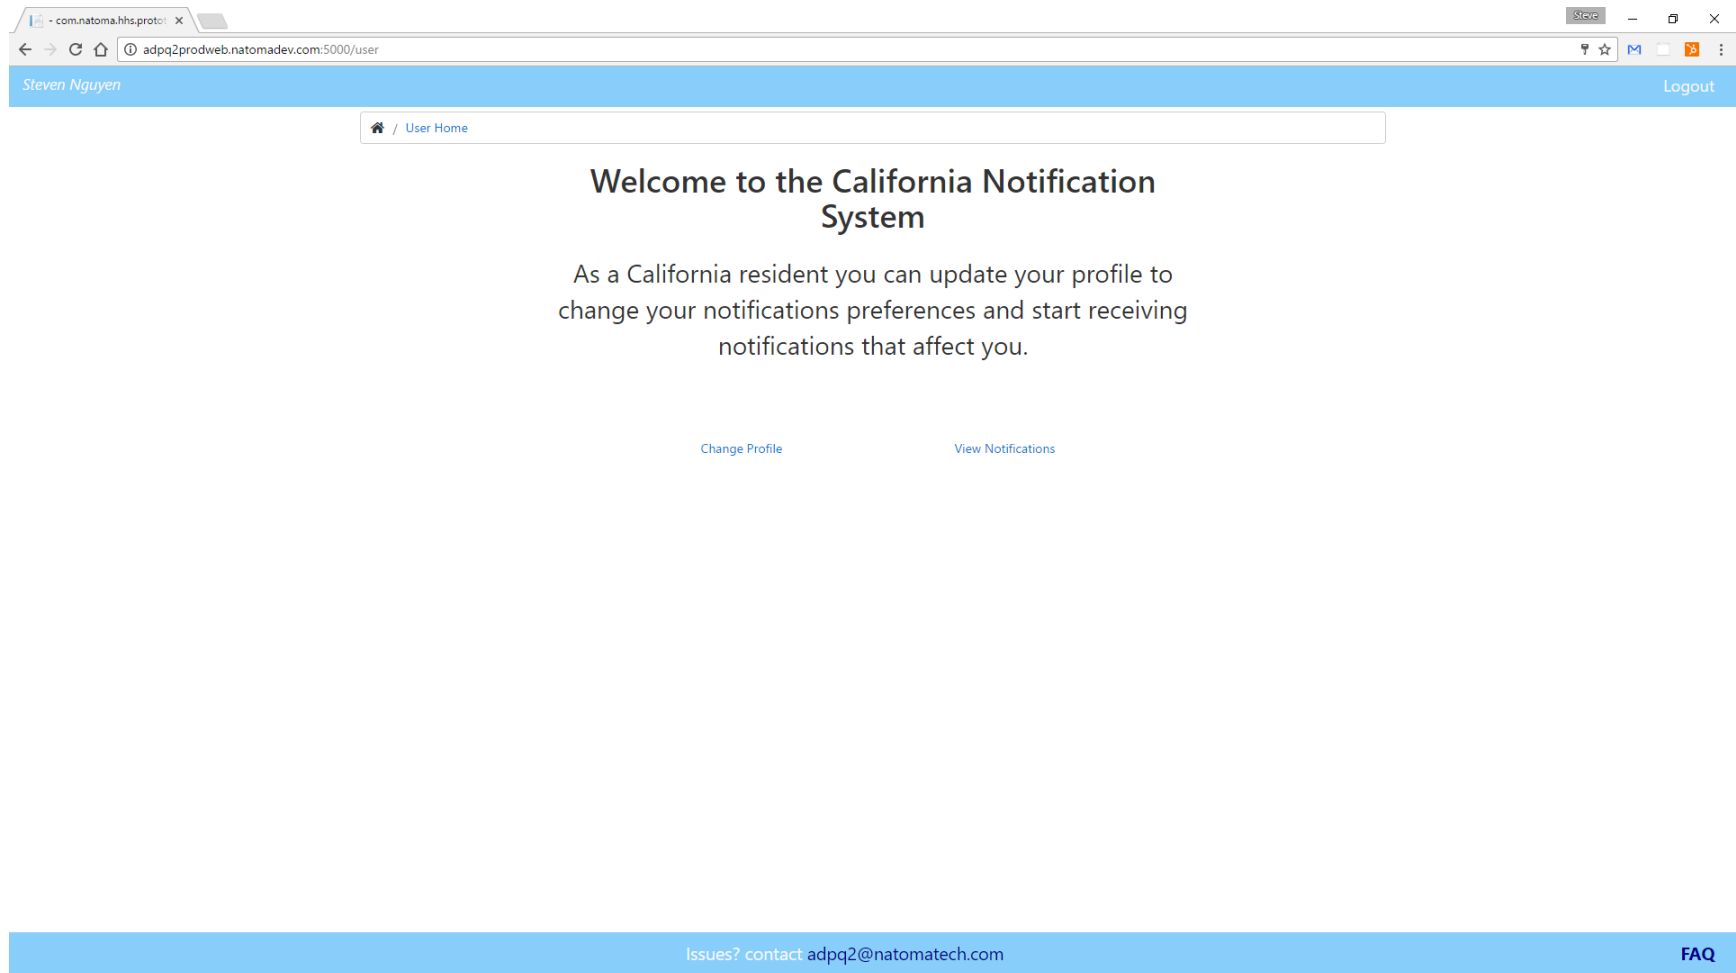 - com.natoma.hhs.protot
Steve
adpq2prodweb.natomadev.com:5000/user
Steven Nguyen
Logout
/ User Home
Welcome to the California Notification
System
As a California resident you can update your profile to
change your notifications preferences and start receiving
notifications that affect you.
Change Profile
View Notifications
Issues? contact adpq2@natomatech.com
FAQ